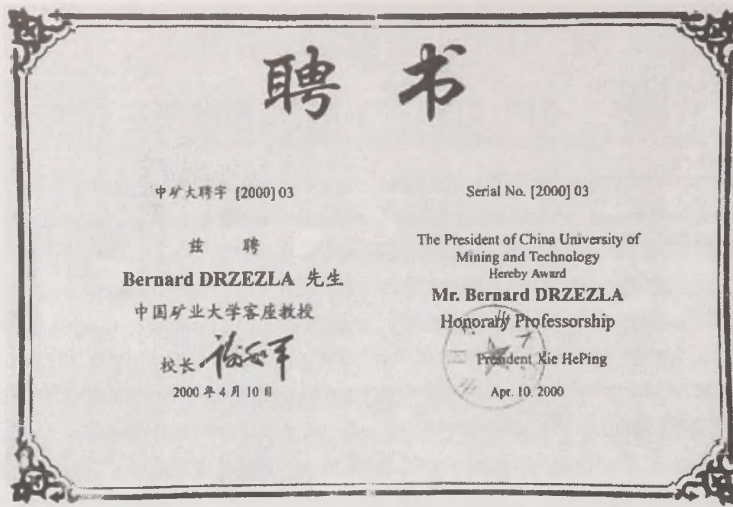 聘书
中矿大聘字 [2000] 03
兹 聘
Bernard DRZEZLA 先生
中国矿业大学客座教授
校长
2000 年 4 月 10 日
Serial No. [2000] 03
The President of China University of
Mining and Technology
Hereby Award
Mr. Bernard DRZEZLA
Honorary Professorship
President Xie HePing
Apr. 10. 2000